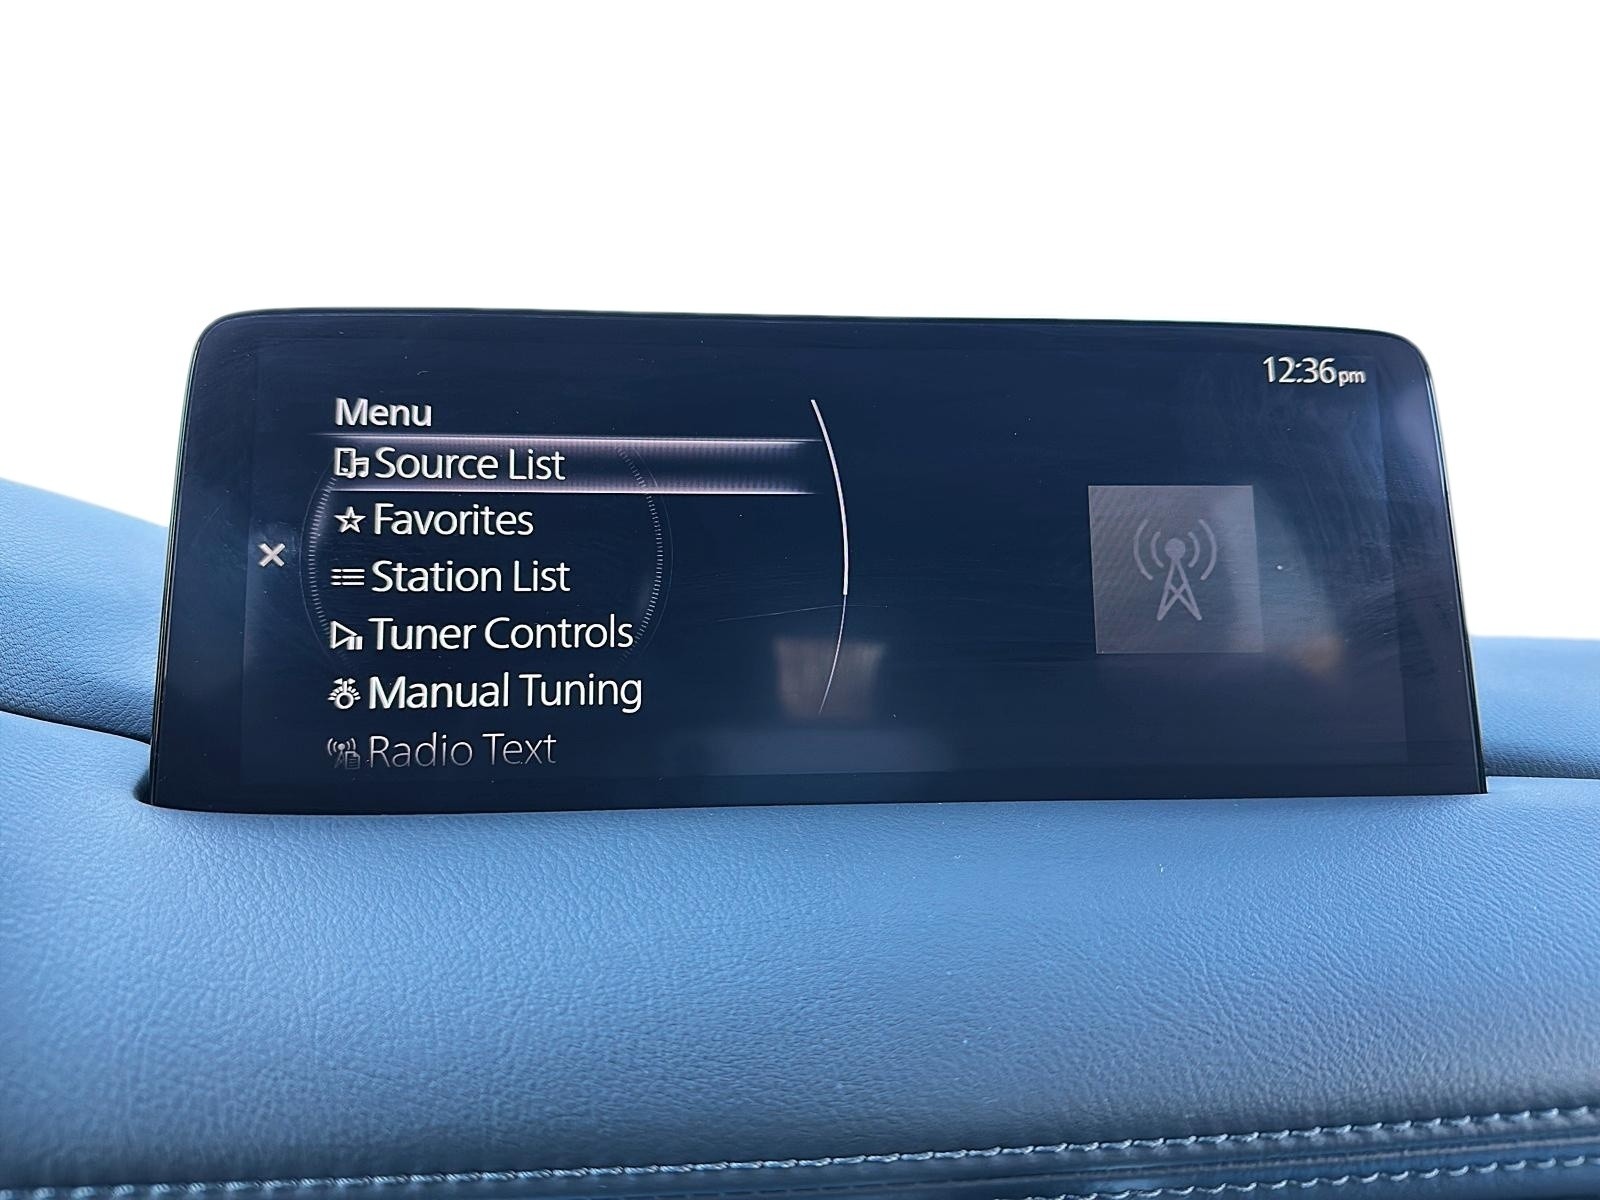 12:36pm
Menu
Source List
Favorites
Station List
Tuner Controls
Manual Tuning
Radio Text